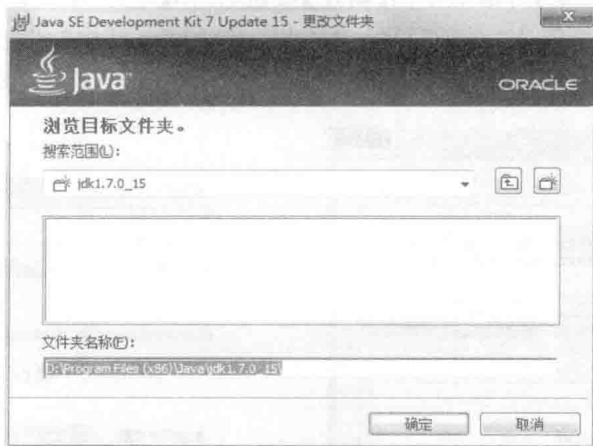 Java SE Development Kit 7 Update 15 - 更改文件夹
Java
ORACLE
浏览目标文件夹。
搜索范围(L):
jdk1.7.0_15
文件夹名称(F):
D:\Program Files (x86)\Java\jdk1.7.0_15\
确定
取消